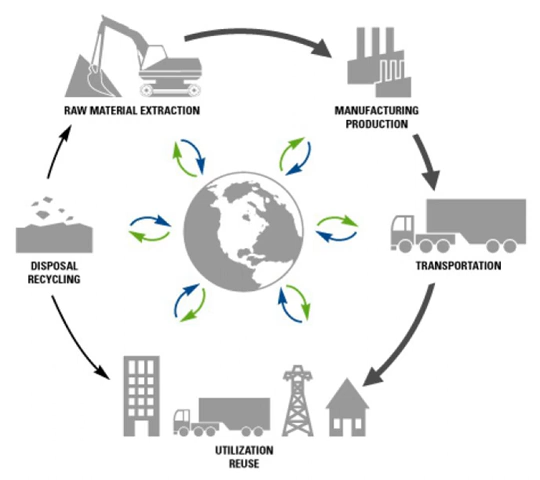 RAW MATERIAL EXTRACTION
MANUFACTURING
PRODUCTION
TRANSPORTATION
DISPOSAL
RECYCLING
UTILIZATION
REUSE